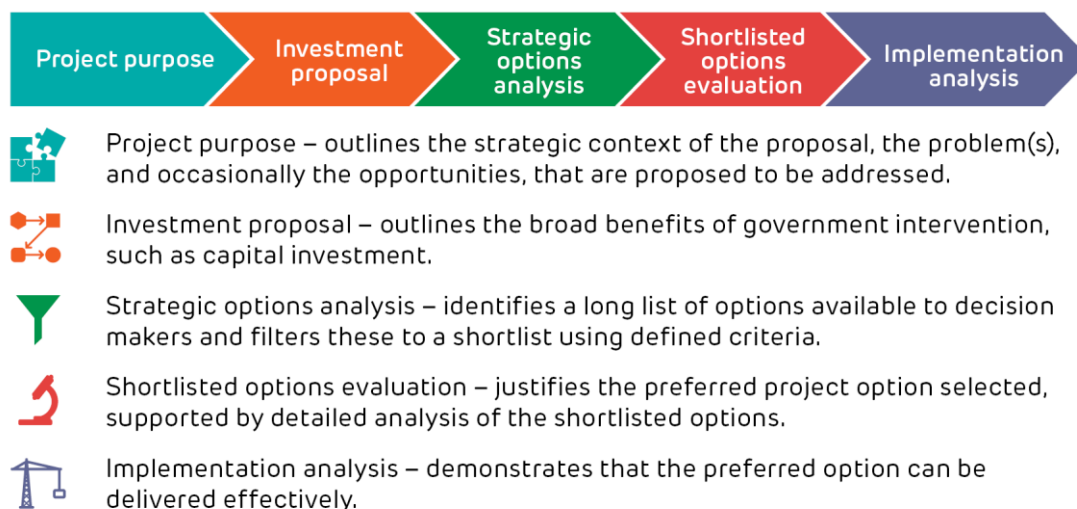 Project purpose
Investment
proposal
Strategic
options
analysis
Shortlisted
options
evaluation
Implementation
analysis
Project purpose – outlines the strategic context of the proposal, the problem(s),
and occasionally the opportunities, that are proposed to be addressed.
Investment proposal – outlines the broad benefits of government intervention,
such as capital investment.
Strategic options analysis – identifies a long list of options available to decision
makers and filters these to a shortlist using defined criteria.
Shortlisted options evaluation – justifies the preferred project option selected,
supported by detailed analysis of the shortlisted options.
Implementation analysis – demonstrates that the preferred option can be
delivered effectively.